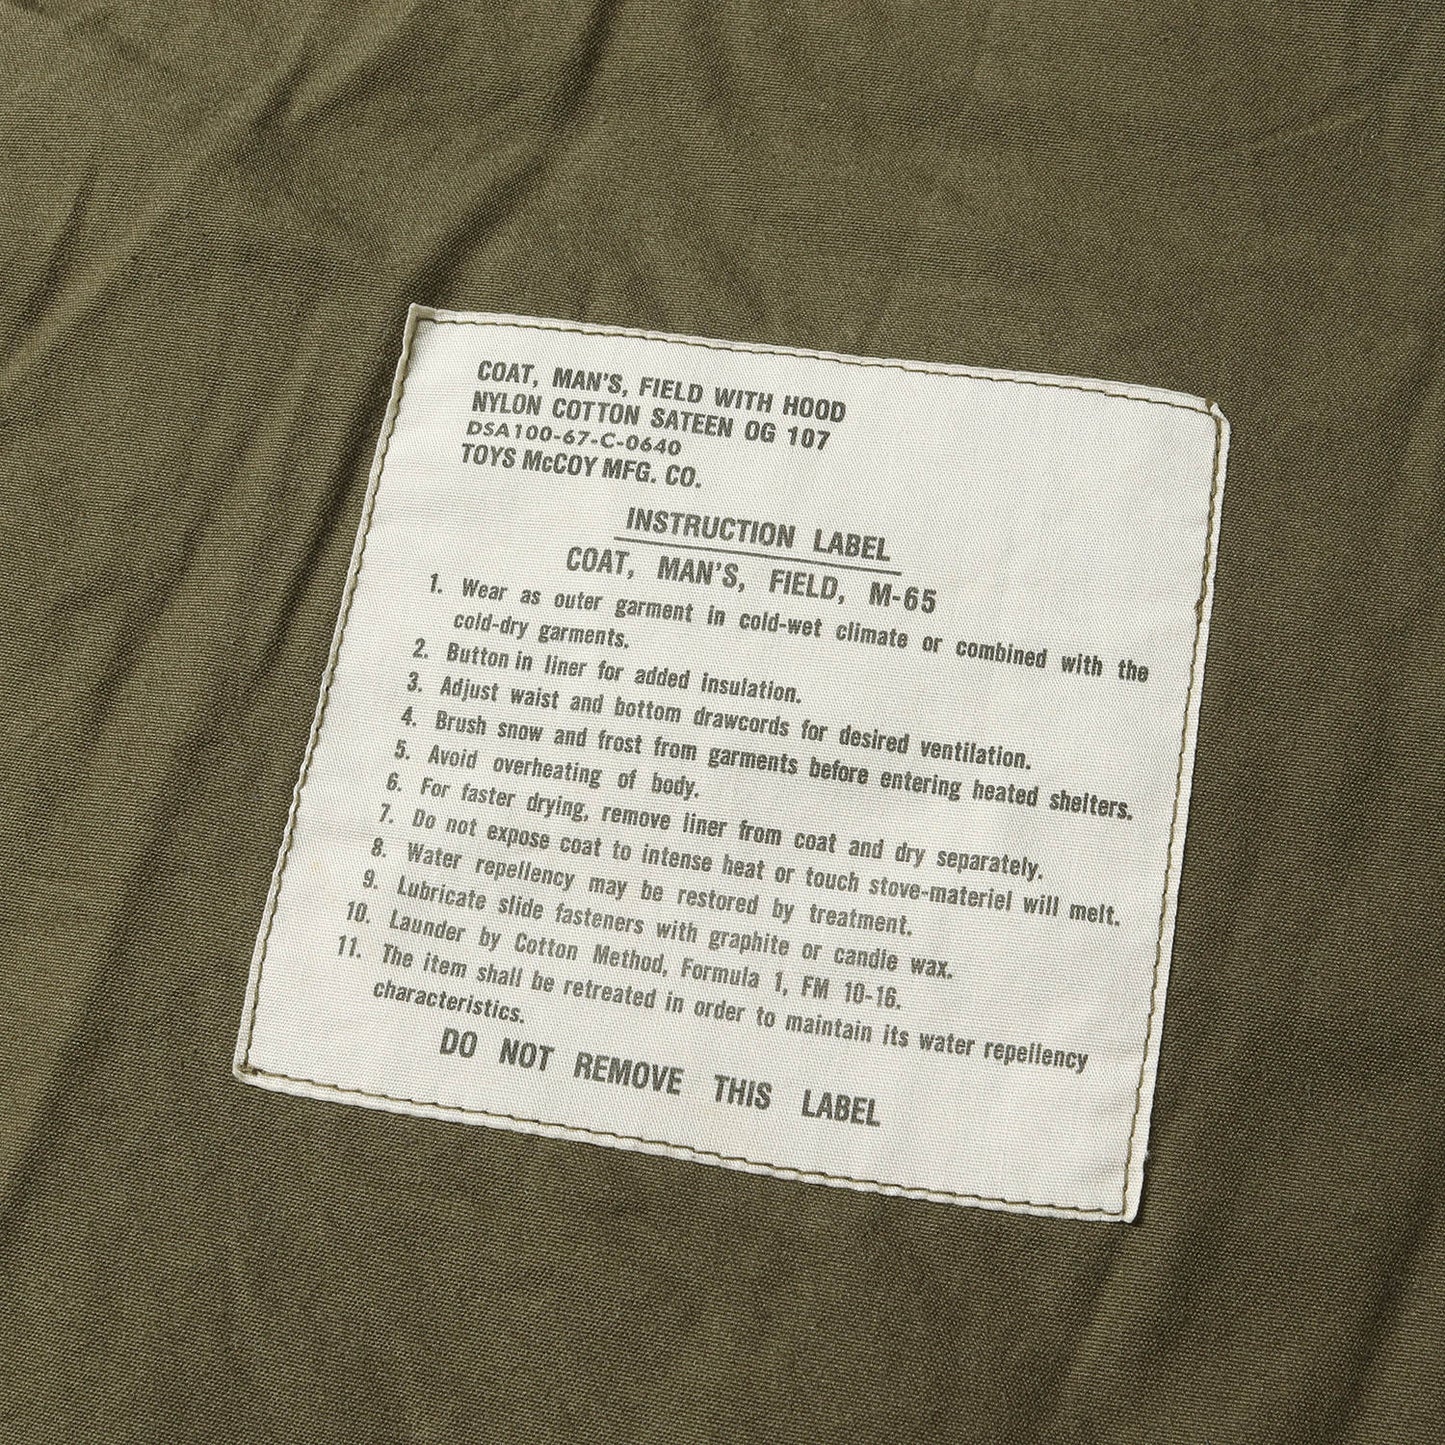 COAT, MAN'S, FIELD WITH HOOD
NYLON COTTON SATEEN OG 107
DSA100-67-C-0640
TOYS McCOY MFG. CO.
INSTRUCTION LABEL
COAT, MAN'S, FIELD, M-65
1. Wear as outer garment in cold-wet climate or combined with the
cold-dry garments.
2. Button in liner for added insulation.
3. Adjust waist and bottom drawcords for desired ventilation.
4. Brush snow and frost from garments before entering heated shelters.
5. Avoid overheating of body.
6. For faster drying, remove liner from coat and dry separately.
7. Do not expose coat to intense heat or touch stove-materiel will melt.
8. Water repellency may be restored by treatment.
9. Lubricate slide fasteners with graphite or candle wax.
10. Launder by Cotton Method, Formula 1, FM 10-16.
11. The item shall be retreated in order to maintain its water repellency
characteristics.
DO NOT REMOVE THIS LABEL